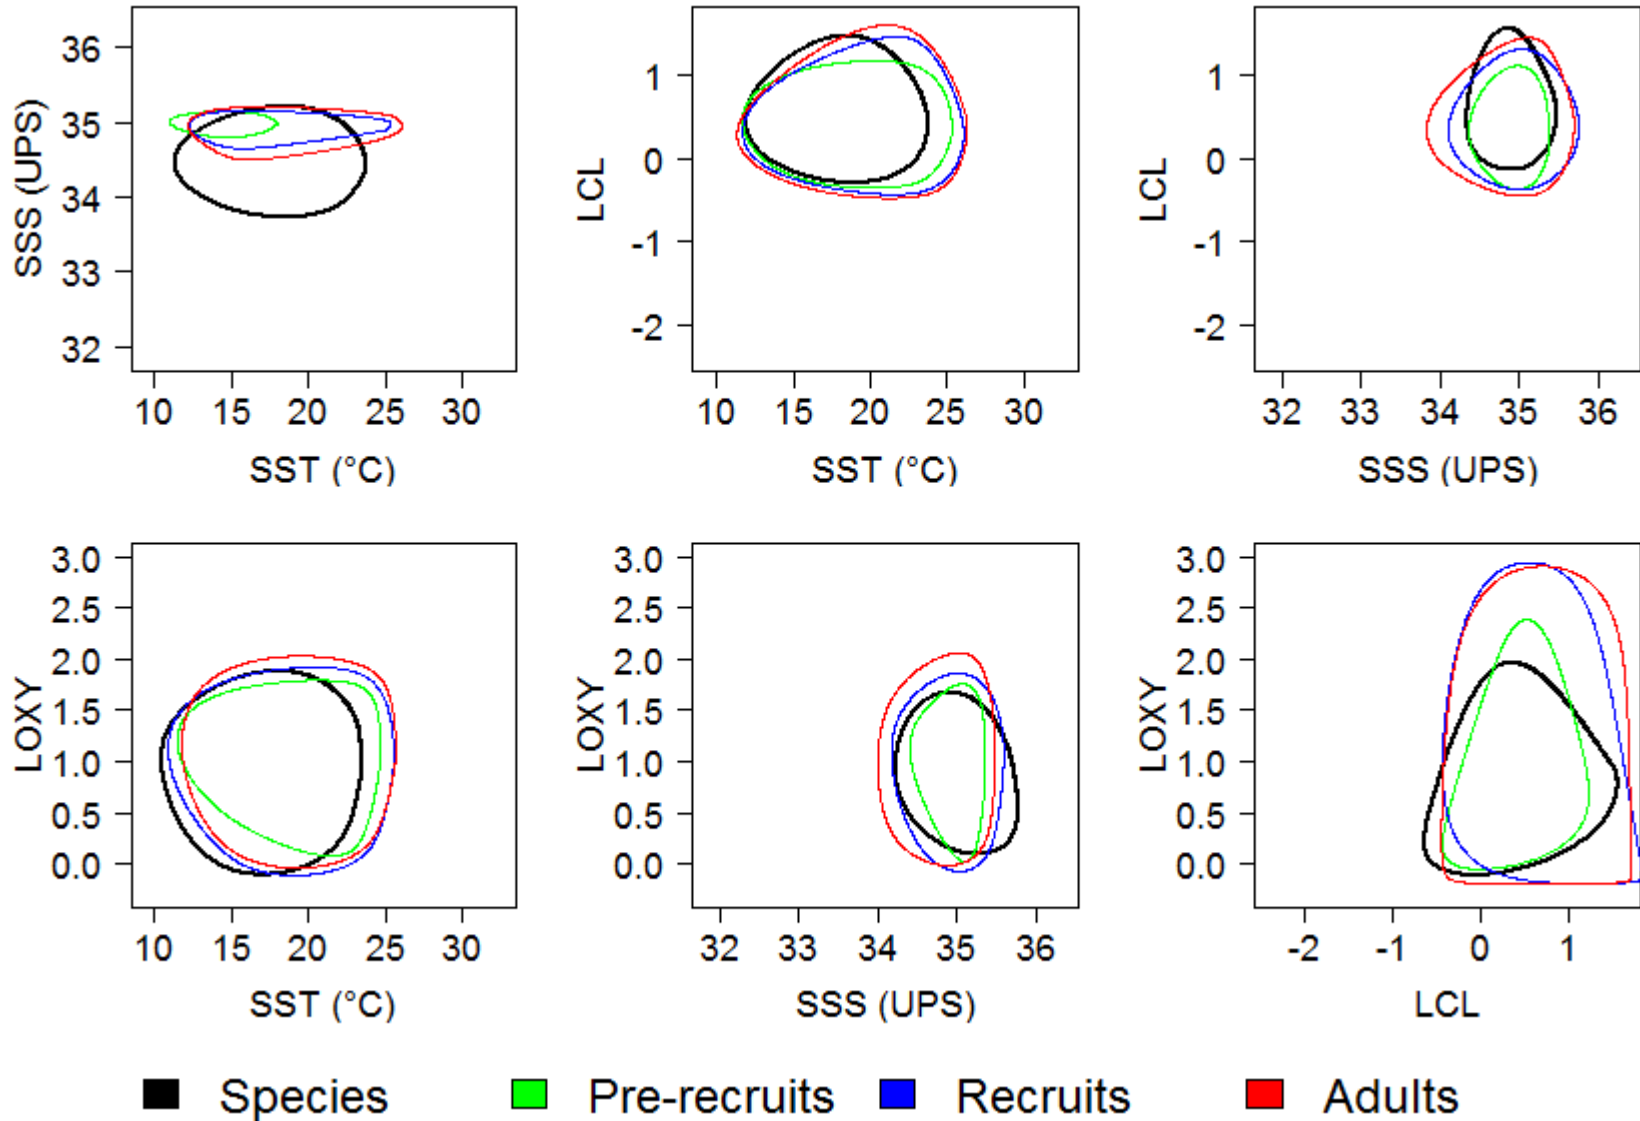 SSS (UPS)
36
35
34
33
32
10 15 20 25 30
SST (°C)
LCL
1
0
-1
-2
10 15 20 25 30
SST (°C)
LCL
1
0
-1
-2
32 33 34 35 36
SSS (UPS)
LOXY
3.0
2.5
2.0
1.5
1.0
0.5
0.0
10 15 20 25 30
SST (°C)
LOXY
3.0
2.5
2.0
1.5
1.0
0.5
0.0
32 33 34 35 36
SSS (UPS)
LOXY
3.0
2.5
2.0
1.5
1.0
0.5
0.0
-2 -1 0 1
LCL
Species Pre-recruits Recruits Adults